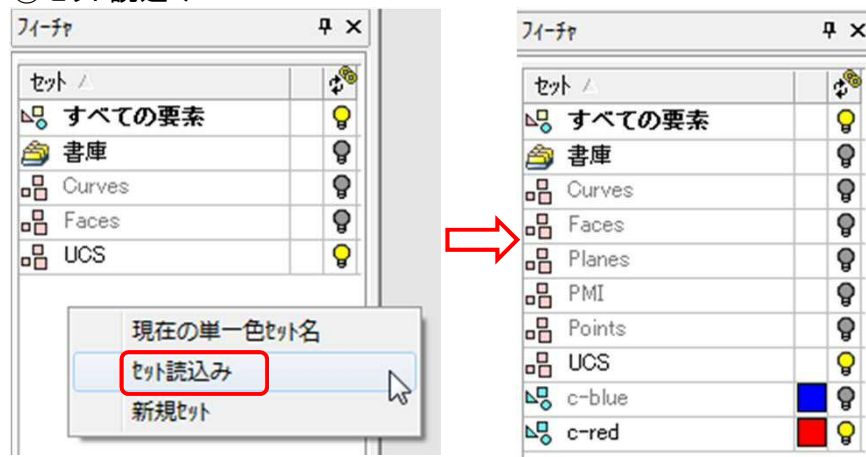 フィーチャ
セット
すべての要素
書庫
Curves
Faces
UCS
現在の単一色セット名
セット読込み
新規セット
フィーチャ
セット
すべての要素
書庫
Curves
Faces
Planes
PMI
Points
UCS
c-blue
c-red